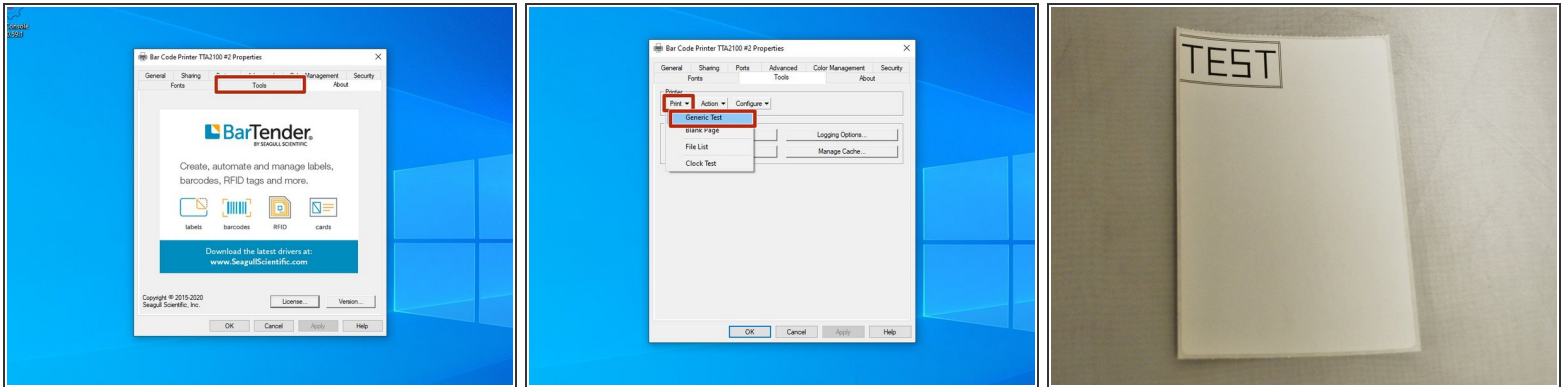 Console
Bar Code Printer TTA2100 #2 Properties
General Sharing Color Management Security
Fonts Tools About
BarTender®
BY SEAGULL SCIENTIFIC
Create, automate and manage labels,
barcodes, RFID tags and more.
labels barcodes RFID cards
Download the latest drivers at:
www.SeagullScientific.com
Copyright © 2015-2020
Seagull Scientific, Inc.
License... Version...
OK Cancel Apply Help
Bar Code Printer TTA2100 #2 Properties
General Sharing Ports Advanced Color Management Security
Fonts Tools About
Printer
Print Action Configure
Generic Test
Blank Page
Logging Options...
File List
Manage Cache...
Clock Test
OK Cancel Apply Help
TEST